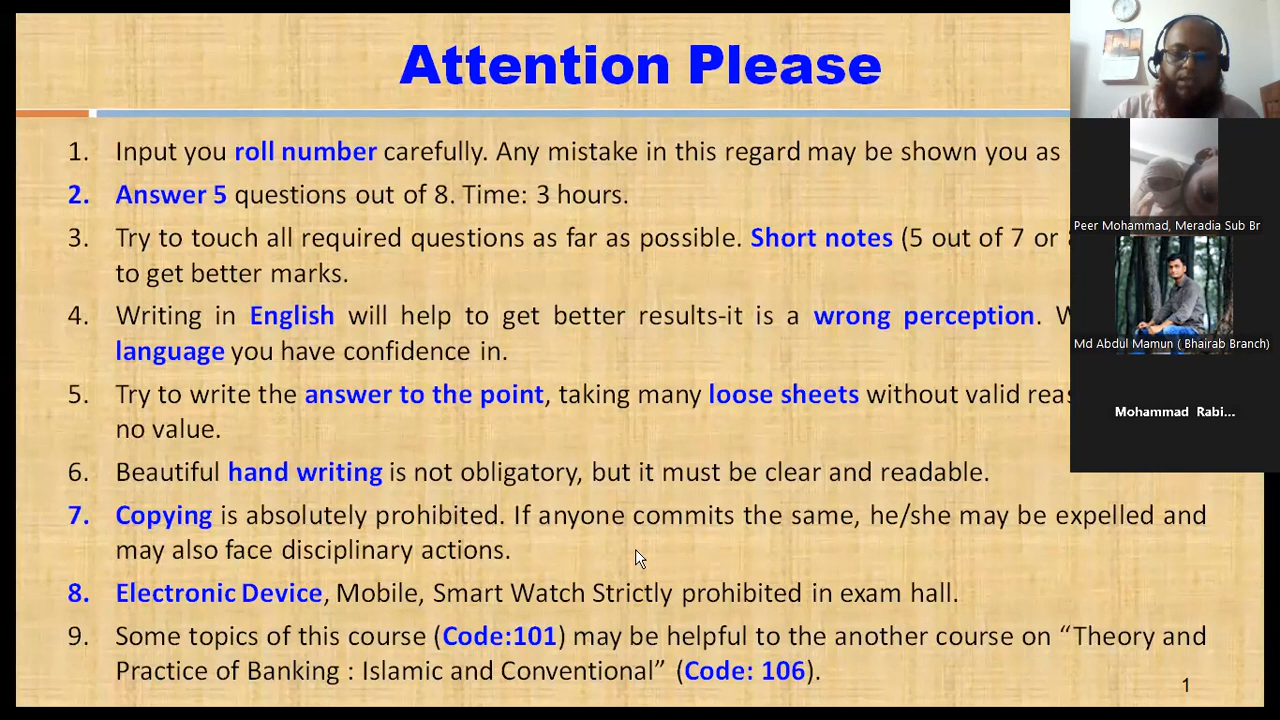 Attention Please
1. Input you roll number carefully. Any mistake in this regard may be shown you as
2. Answer 5 questions out of 8. Time: 3 hours.
3. Try to touch all required questions as far as possible. Short notes (5 out of 7 or
to get better marks.
4. Writing in English will help to get better results-it is a wrong perception.
language you have confidence in.
5. Try to write the answer to the point, taking many loose sheets without valid
no value.
6. Beautiful hand writing is not obligatory, but it must be clear and readable.
7. Copying is absolutely prohibited. If anyone commits the same, he/she may be expelled and
may also face disciplinary actions.
8. Electronic Device, Mobile, Smart Watch Strictly prohibited in exam hall.
9. Some topics of this course (Code:101) may be helpful to the another course on “Theory and
Practice of Banking : Islamic and Conventional” (Code: 106).
1
Peer Mohammad, Meradia Sub Br
Md Abdul Mamun ( Bhairab Branch)
Mohammad Rabi...